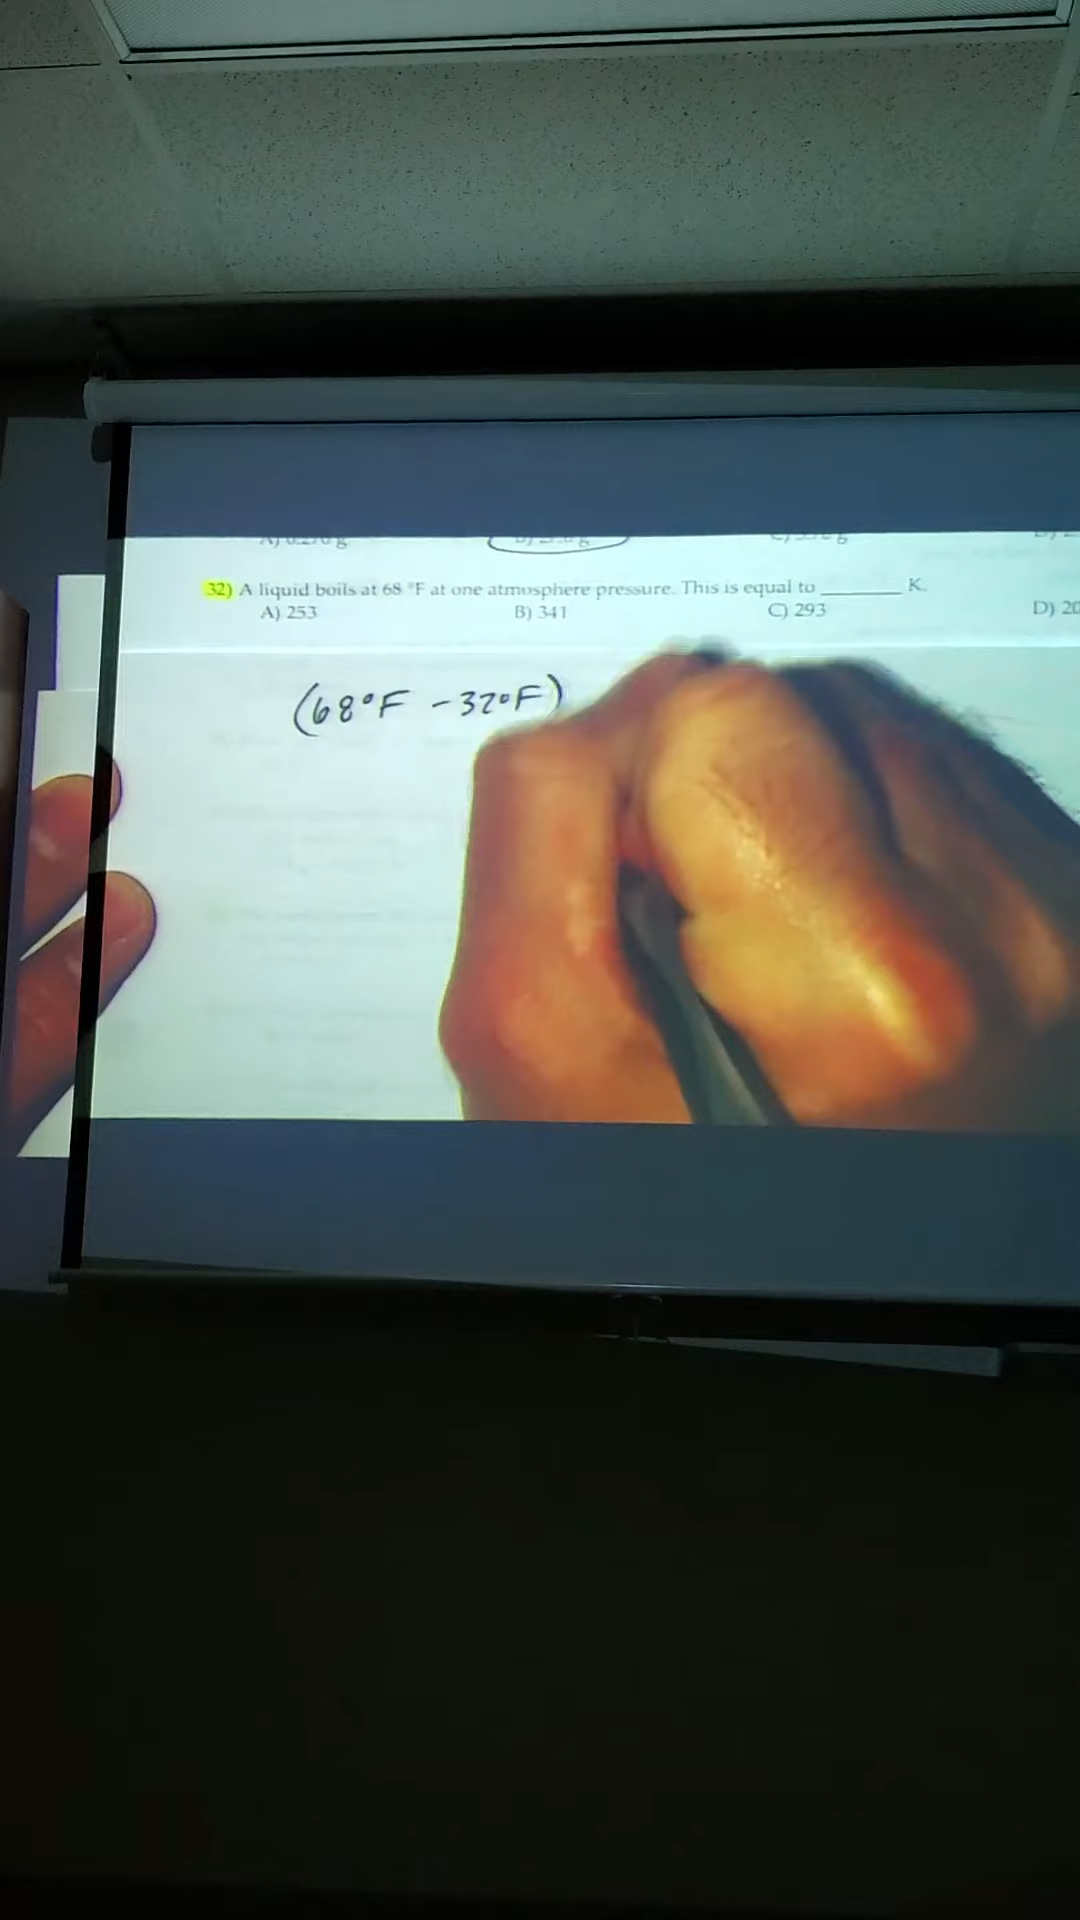 32) A liquid boils at 68 °F at one atmosphere pressure. This is equal to ________ K.
A) 253 B) 341 C) 293 D) 20
(68°F - 32°F)